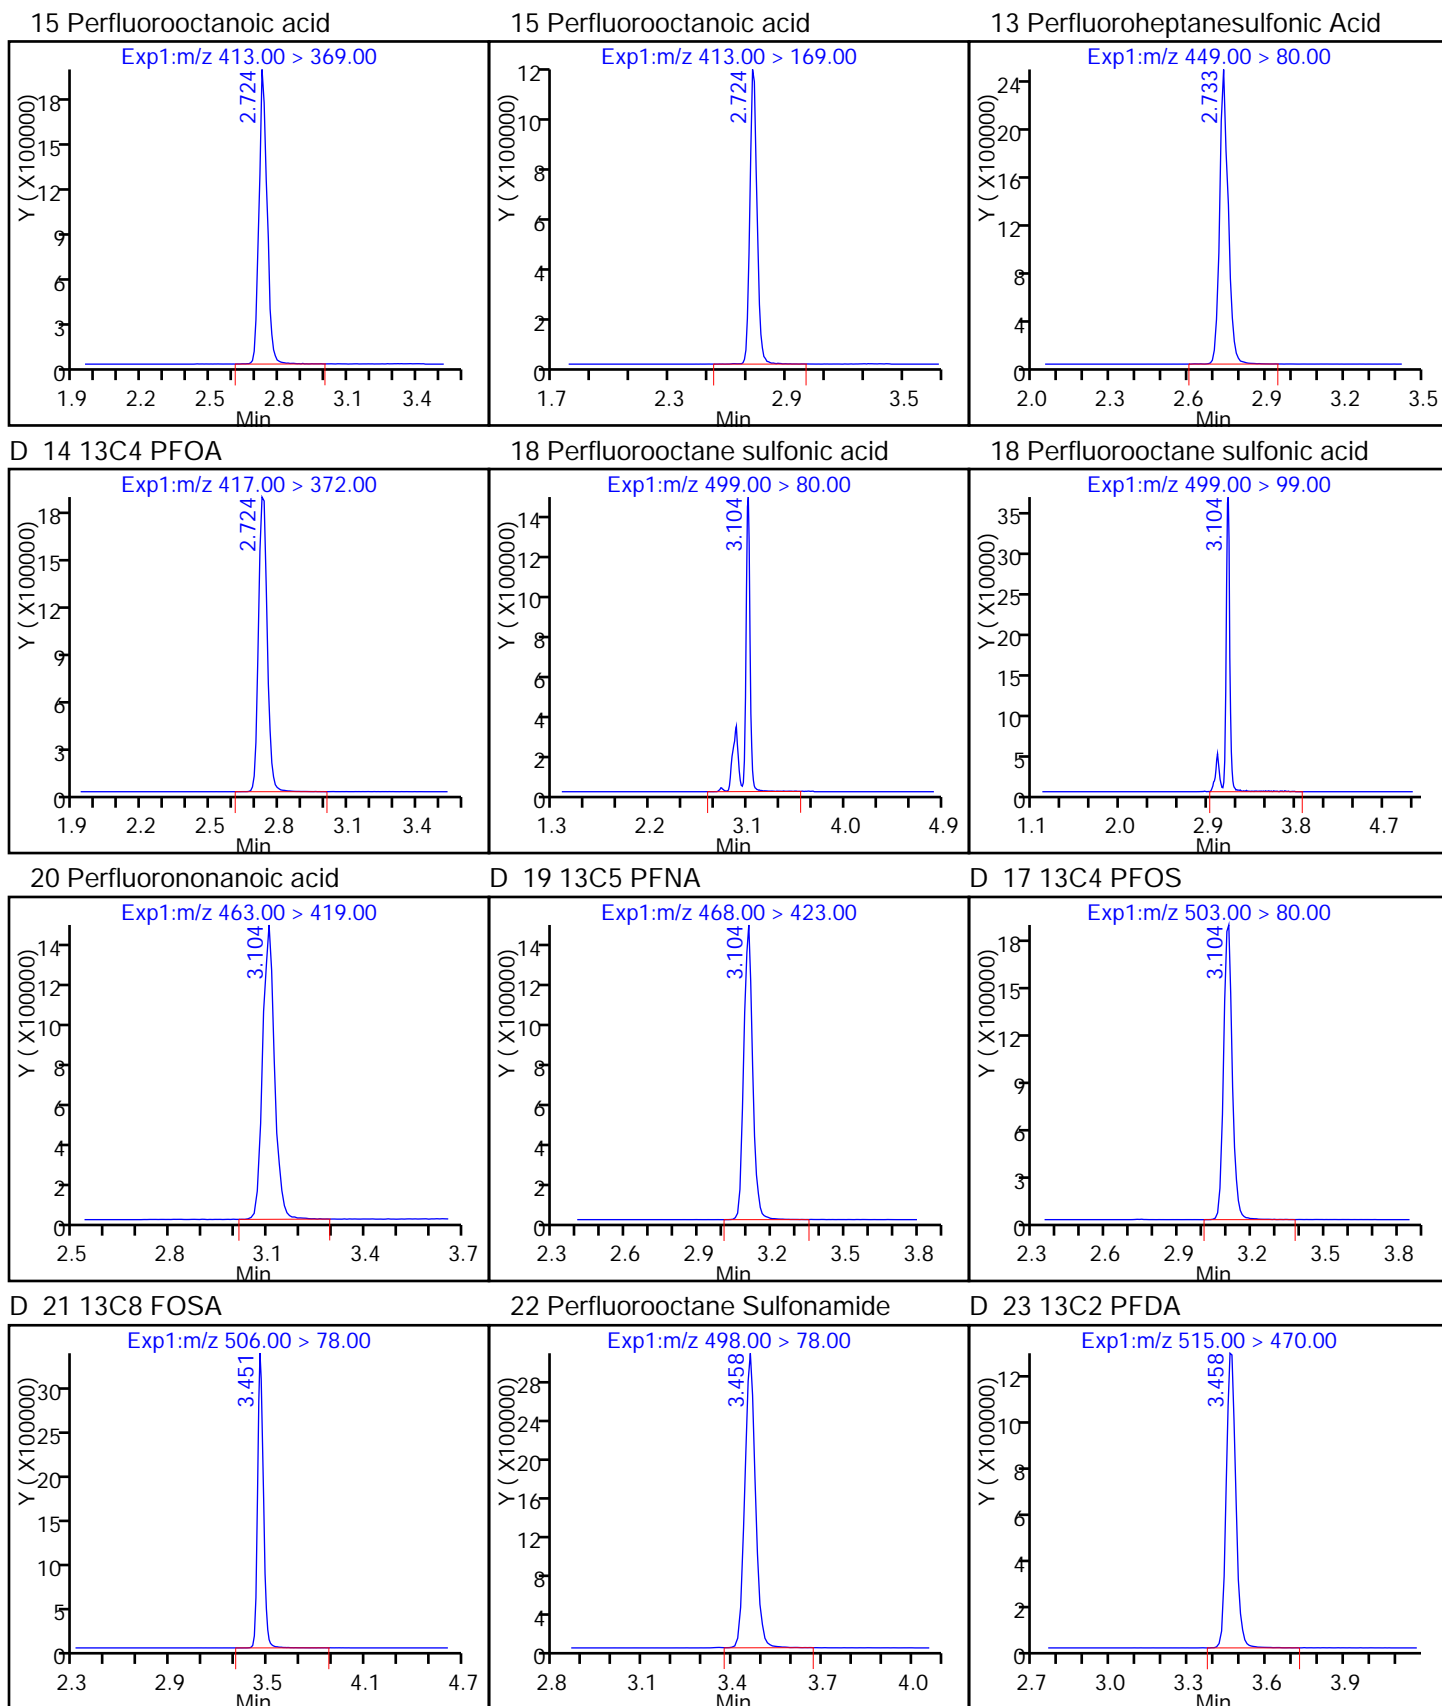 15 Perfluorooctanoic acid
Exp1:m/z 413.00 > 369.00
2.724
Y ( X100000)
18
15
12
9
6
3
0
1.9 2.2 2.5 2.8 3.1 3.4
Min
15 Perfluorooctanoic acid
Exp1:m/z 413.00 > 169.00
2.724
Y ( X100000)
12
10
8
6
4
2
0
1.7 2.3 2.9 3.5
Min
13 Perfluoroheptanesulfonic Acid
Exp1:m/z 449.00 > 80.00
2.733
Y ( X100000)
24
20
16
12
8
4
0
2.0 2.3 2.6 2.9 3.2 3.5
Min
D 14 13C4 PFOA
Exp1:m/z 417.00 > 372.00
2.724
Y ( X100000)
18
15
12
9
6
3
0
1.9 2.2 2.5 2.8 3.1 3.4
Min
18 Perfluorooctane sulfonic acid
Exp1:m/z 499.00 > 80.00
3.104
Y ( X100000)
14
12
10
8
6
4
2
0
1.3 2.2 3.1 4.0 4.9
Min
18 Perfluorooctane sulfonic acid
Exp1:m/z 499.00 > 99.00
3.104
Y ( X100000)
35
30
25
20
15
10
5
0
1.1 2.0 2.9 3.8 4.7
Min
20 Perfluorononanoic acid
Exp1:m/z 463.00 > 419.00
3.104
Y ( X100000)
14
12
10
8
6
4
2
0
2.5 2.8 3.1 3.4 3.7
Min
D 19 13C5 PFNA
Exp1:m/z 468.00 > 423.00
3.104
Y ( X100000)
14
12
10
8
6
4
2
0
2.3 2.6 2.9 3.2 3.5 3.8
Min
D 17 13C4 PFOS
Exp1:m/z 503.00 > 80.00
3.104
Y ( X100000)
18
15
12
9
6
3
0
2.3 2.6 2.9 3.2 3.5 3.8
Min
D 21 13C8 FOSA
Exp1:m/z 506.00 > 78.00
3.451
Y ( X100000)
30
25
20
15
10
5
0
2.3 2.9 3.5 4.1 4.7
Min
22 Perfluorooctane Sulfonamide
Exp1:m/z 498.00 > 78.00
3.458
Y ( X100000)
28
24
20
16
12
8
4
0
2.8 3.1 3.4 3.7 4.0
Min
D 23 13C2 PFDA
Exp1:m/z 515.00 > 470.00
3.458
Y ( X100000)
12
10
8
6
4
2
0
2.7 3.0 3.3 3.6 3.9
Min